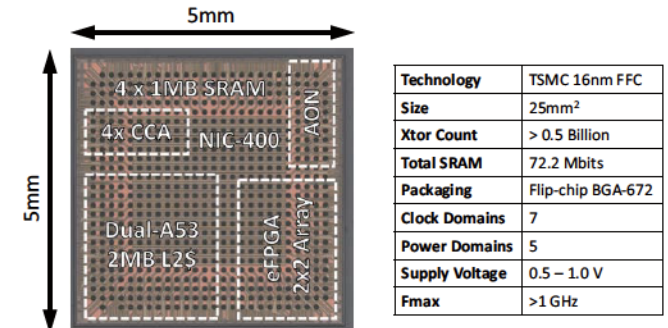 5mm
5mm
4 x 1MB SRAM
AON
4x CCA
NIC-400
Dual-A53
2MB L2$
eFPGA
2x2 Array
Technology TSMC 16nm FFC
Size 25mm²
Xtor Count > 0.5 Billion
Total SRAM 72.2 Mbits
Packaging Flip-chip BGA-672
Clock Domains 7
Power Domains 5
Supply Voltage 0.5 – 1.0 V
Fmax >1 GHz